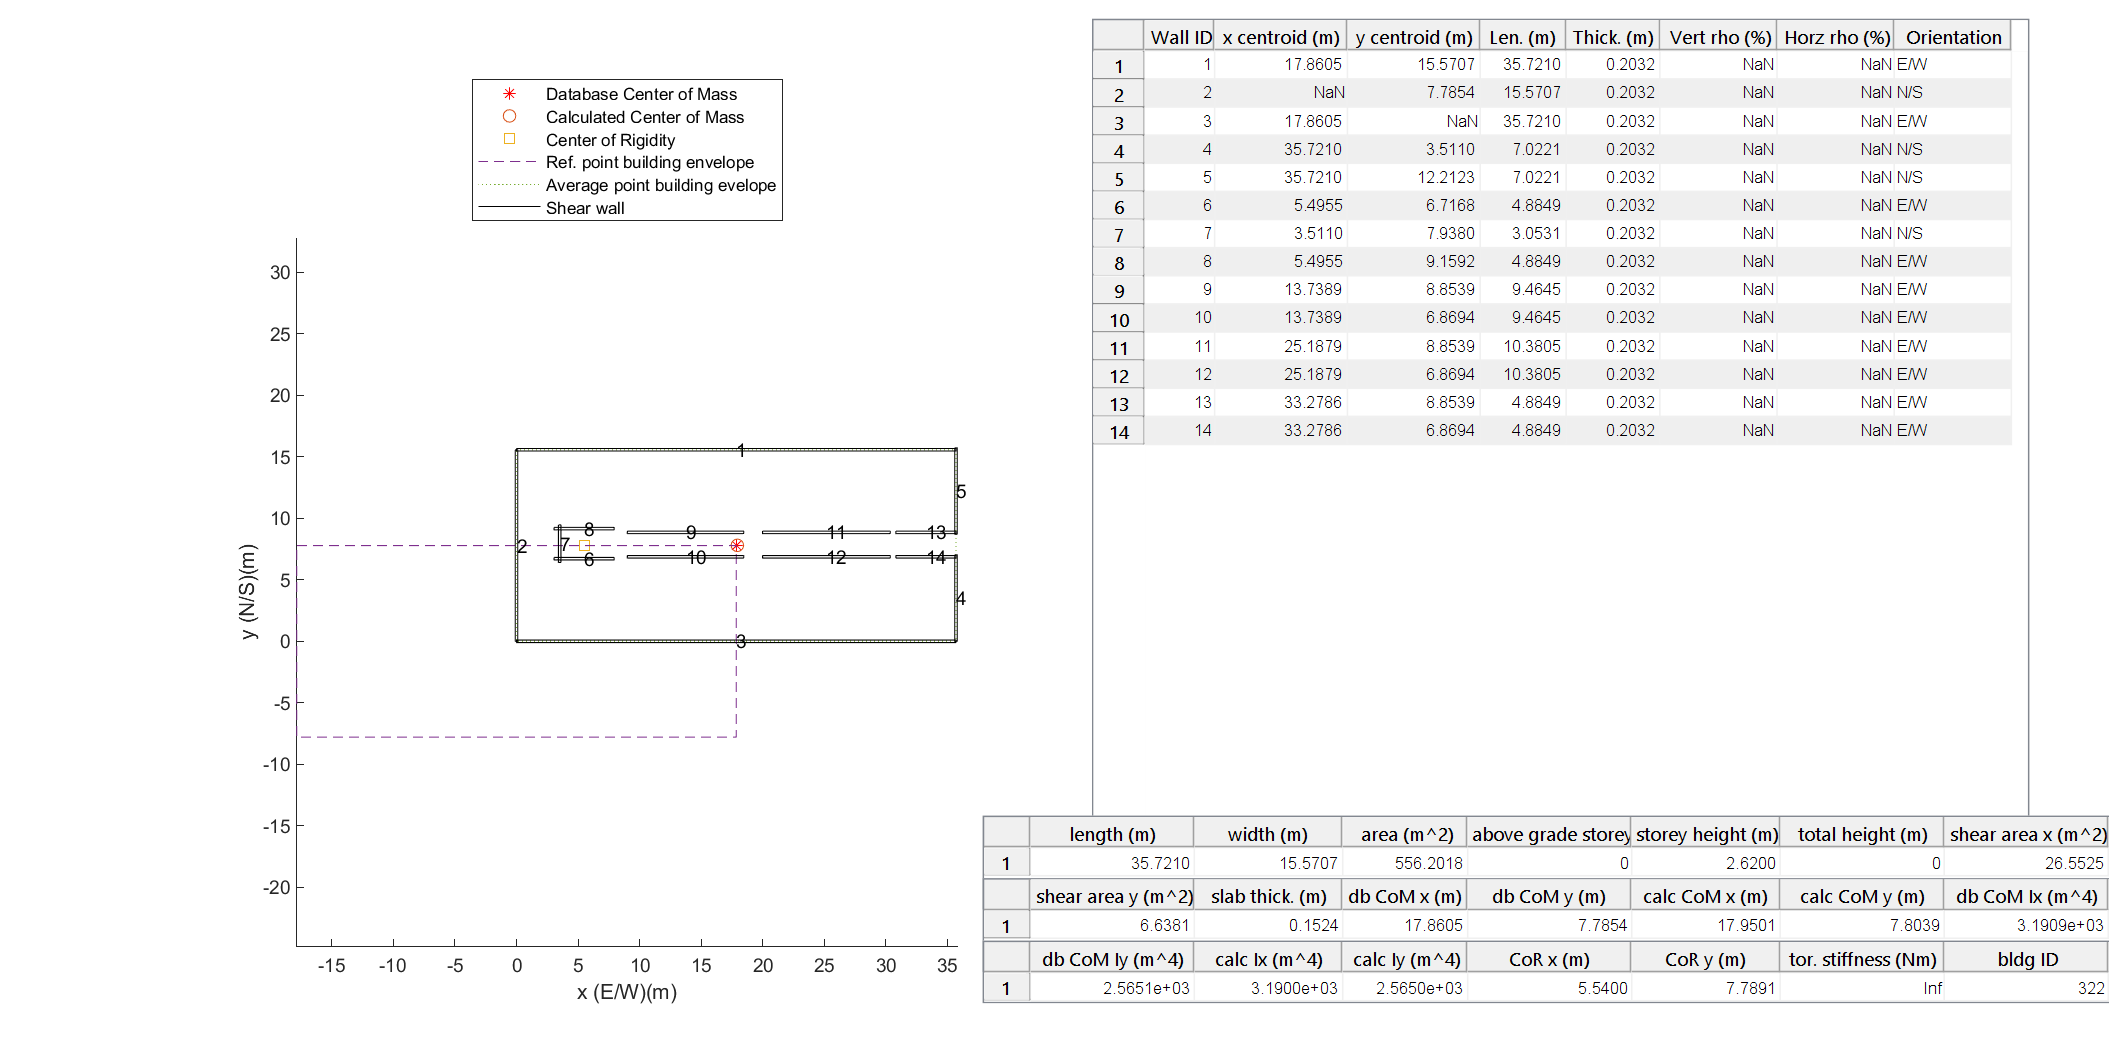 Database Center of Mass
Calculated Center of Mass
Center of Rigidity
Ref. point building envelope
Average point building evelope
Shear wall
30
25
20
15
10
5
0
-5
-10
-15
-20
y (N/S)(m)
-15 -10 -5 0 5 10 15 20 25 30 35
x (E/W)(m)
1
5
8 9 11 13
2 7
6 10 12 14
4
3
Wall ID x centroid (m) y centroid (m) Len. (m) Thick. (m) Vert rho (%) Horz rho (%) Orientation
1 1 17.8605 15.5707 35.7210 0.2032 NaN NaN E/W
2 2 NaN 7.7854 15.5707 0.2032 NaN NaN N/S
3 3 17.8605 NaN 35.7210 0.2032 NaN NaN E/W
4 4 35.7210 3.5110 7.0221 0.2032 NaN NaN N/S
5 5 35.7210 12.2123 7.0221 0.2032 NaN NaN N/S
6 6 5.4955 6.7168 4.8849 0.2032 NaN NaN E/W
7 7 3.5110 7.9380 3.0531 0.2032 NaN NaN N/S
8 8 5.4955 9.1592 4.8849 0.2032 NaN NaN E/W
9 9 13.7389 8.8539 9.4645 0.2032 NaN NaN E/W
10 10 13.7389 6.8694 9.4645 0.2032 NaN NaN E/W
11 11 25.1879 8.8539 10.3805 0.2032 NaN NaN E/W
12 12 25.1879 6.8694 10.3805 0.2032 NaN NaN E/W
13 13 33.2786 8.8539 4.8849 0.2032 NaN NaN E/W
14 14 33.2786 6.8694 4.8849 0.2032 NaN NaN E/W
length (m) width (m) area (m^2) above grade storey storey height (m) total height (m) shear area x (m^2)
1 35.7210 15.5707 556.2018 0 2.6200 0 26.5525
shear area y (m^2) slab thick. (m) db CoM x (m) db CoM y (m) calc CoM x (m) calc CoM y (m) db CoM Ix (m^4)
1 6.6381 0.1524 17.8605 7.7854 17.9501 7.8039 3.1909e+03
db CoM Iy (m^4) calc Ix (m^4) calc Iy (m^4) CoR x (m) CoR y (m) tor. stiffness (Nm) bldg ID
1 2.5651e+03 3.1900e+03 2.5650e+03 5.5400 7.7891 Inf 322